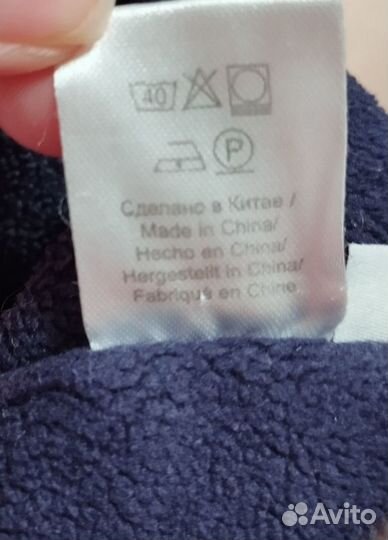 40
P
Сделано в Китае /
Made in China/
Hecho en China/
Hergestellt in China/
Fabriqué en Chine
Avito